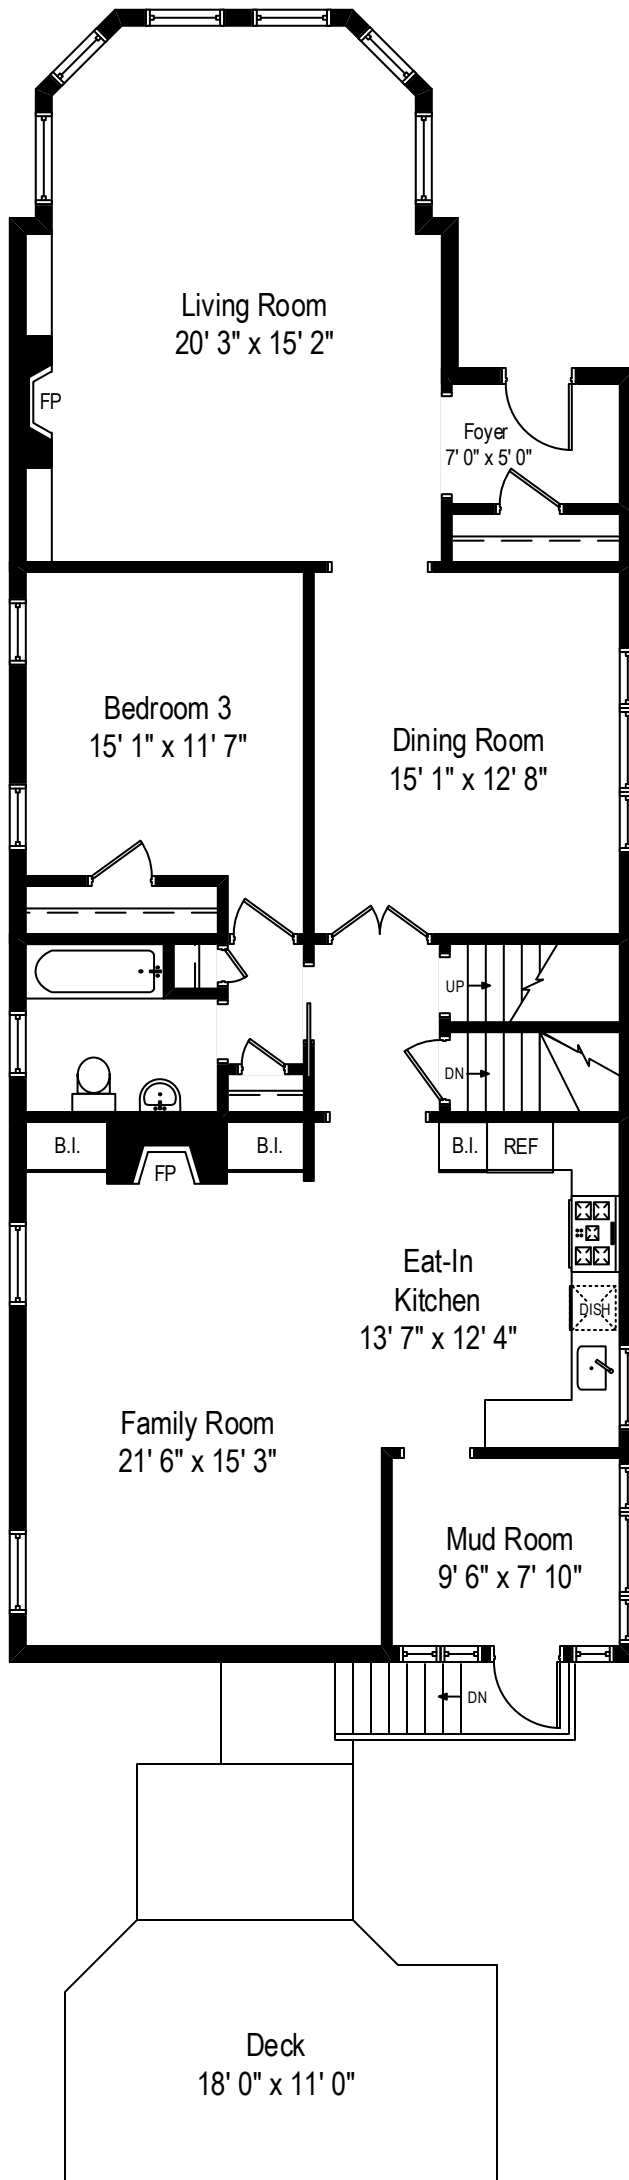 Living Room
20' 3" x 15' 2"
FP
Foyer
7' 0" x 5' 0"
Bedroom 3
15' 1" x 11' 7"
Dining Room
15' 1" x 12' 8"
UP
DN
B.I.
FP
B.I.
B.I.
REF
Eat-In
Kitchen
13' 7" x 12' 4"
DISH
Family Room
21' 6" x 15' 3"
Mud Room
9' 6" x 7' 10"
DN
Deck
18' 0" x 11' 0"